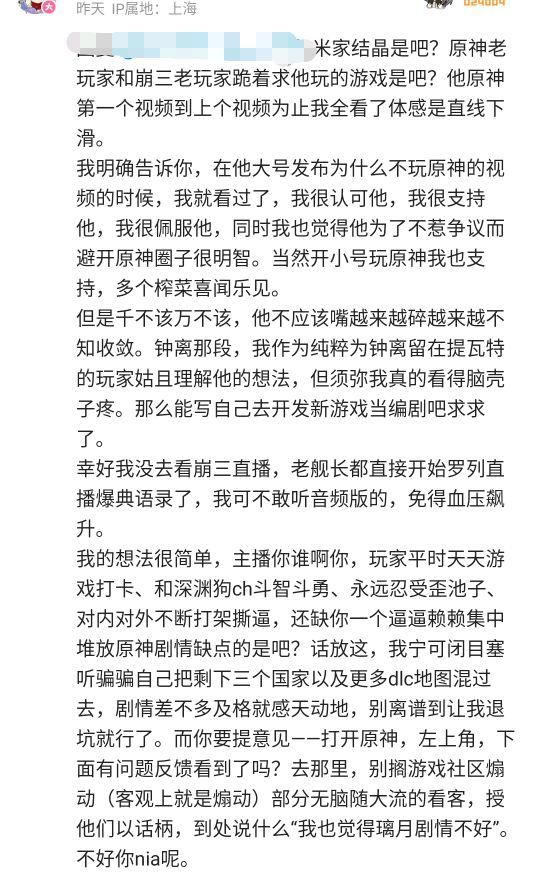 昨天 IP属地：上海
米家结晶是吧？原神老
玩家和崩三老玩家跪着求他玩的游戏是吧？他原神
第一个视频到上个视频为止我全看了体感是直线下
滑。
我明确告诉你，在他大号发布为什么不玩原神的视
频的时候，我就看过了，我很认可他，我很支持
他，我很佩服他，同时我也觉得他为了不惹争议而
避开原神圈子很明智。当然开小号玩原神我也支
持，多个榨菜喜闻乐见。
但是千不该万不该，他不应该嘴越来越碎越来越不
知收敛。钟离那段，我作为纯粹为钟离留在提瓦特
的玩家姑且理解他的想法，但须弥我真的看得脑壳
子疼。那么能写自己去开发新游戏当编剧吧求求
了。
幸好我没去看崩三直播，老舰长都直接开始罗列直
播爆典语录了，我可不敢听音频版的，免得血压飙
升。
我的想法很简单，主播你谁啊你，玩家平时天天游
戏打卡、和深渊狗ch斗智斗勇、永远忍受歪池子、
对内对外不断打架撕逼，还缺你一个逼逼赖赖集中
堆放原神剧情缺点的是吧？话放这，我宁可闭目塞
听骗骗自己把剩下三个国家以及更多dlc地图混过
去，剧情差不多及格就感天动地，别离谱到让我退
坑就行了。而你要提意见——打开原神，左上角，下
面有问题反馈看到了吗？去那里，别搁游戏社区煽
动（客观上就是煽动）部分无脑随大流的看客，授
他们以话柄，到处说什么“我也觉得璃月剧情不好”。
不好你nia呢。